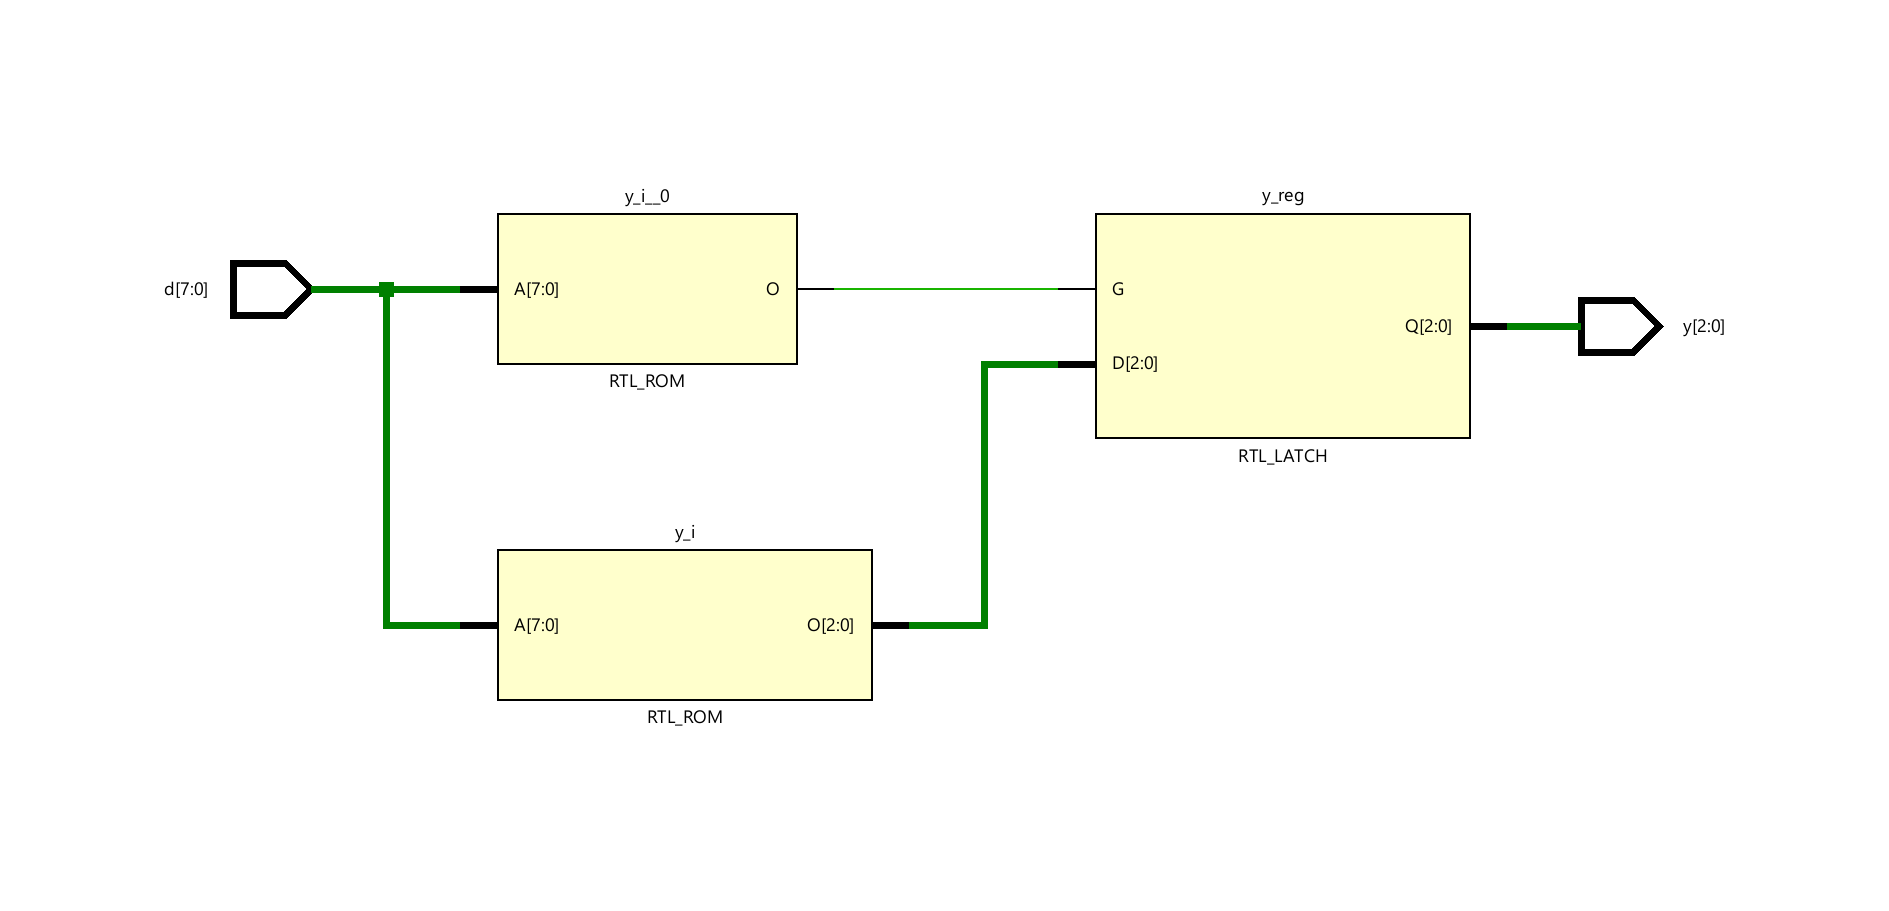 y_i__0
y_reg
d[7:0]
A[7:0]
O
G
Q[2:0]
y[2:0]
D[2:0]
RTL_ROM
RTL_LATCH
y_i
A[7:0]
O[2:0]
RTL_ROM